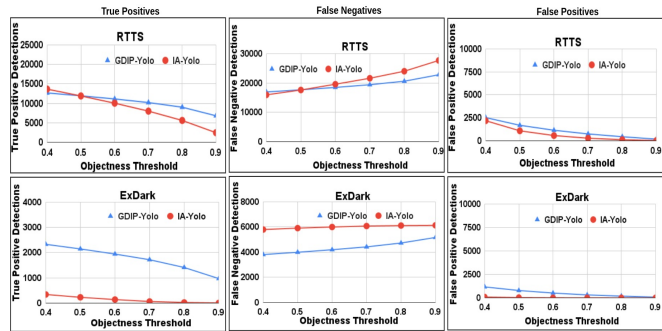 True Positives
False Negatives
False Positives
RTTS
GDIP-Yolo IA-Yolo
True Positive Detections
25000
20000
15000
10000
5000
0
0.4 0.5 0.6 0.7 0.8 0.9
Objectness Threshold
RTTS
GDIP-Yolo IA-Yolo
False Negative Detections
30000
20000
10000
0
0.4 0.5 0.6 0.7 0.8 0.9
Objectness Threshold
RTTS
GDIP-Yolo IA-Yolo
False Positive Detections
10000
7500
5000
2500
0
0.4 0.5 0.6 0.7 0.8 0.9
Objectness Threshold
ExDark
GDIP-Yolo IA-Yolo
True Positive Detections
4000
3000
2000
1000
0
0.4 0.5 0.6 0.7 0.8 0.9
Objectness Threshold
ExDark
GDIP-Yolo IA-Yolo
False Negative Detections
8000
6000
4000
2000
0
0.4 0.5 0.6 0.7 0.8 0.9
Objectness Threshold
ExDark
GDIP-Yolo IA-Yolo
False Positive Detections
10000
7500
5000
2500
0
0.4 0.5 0.6 0.7 0.8 0.9
Objectness Threshold